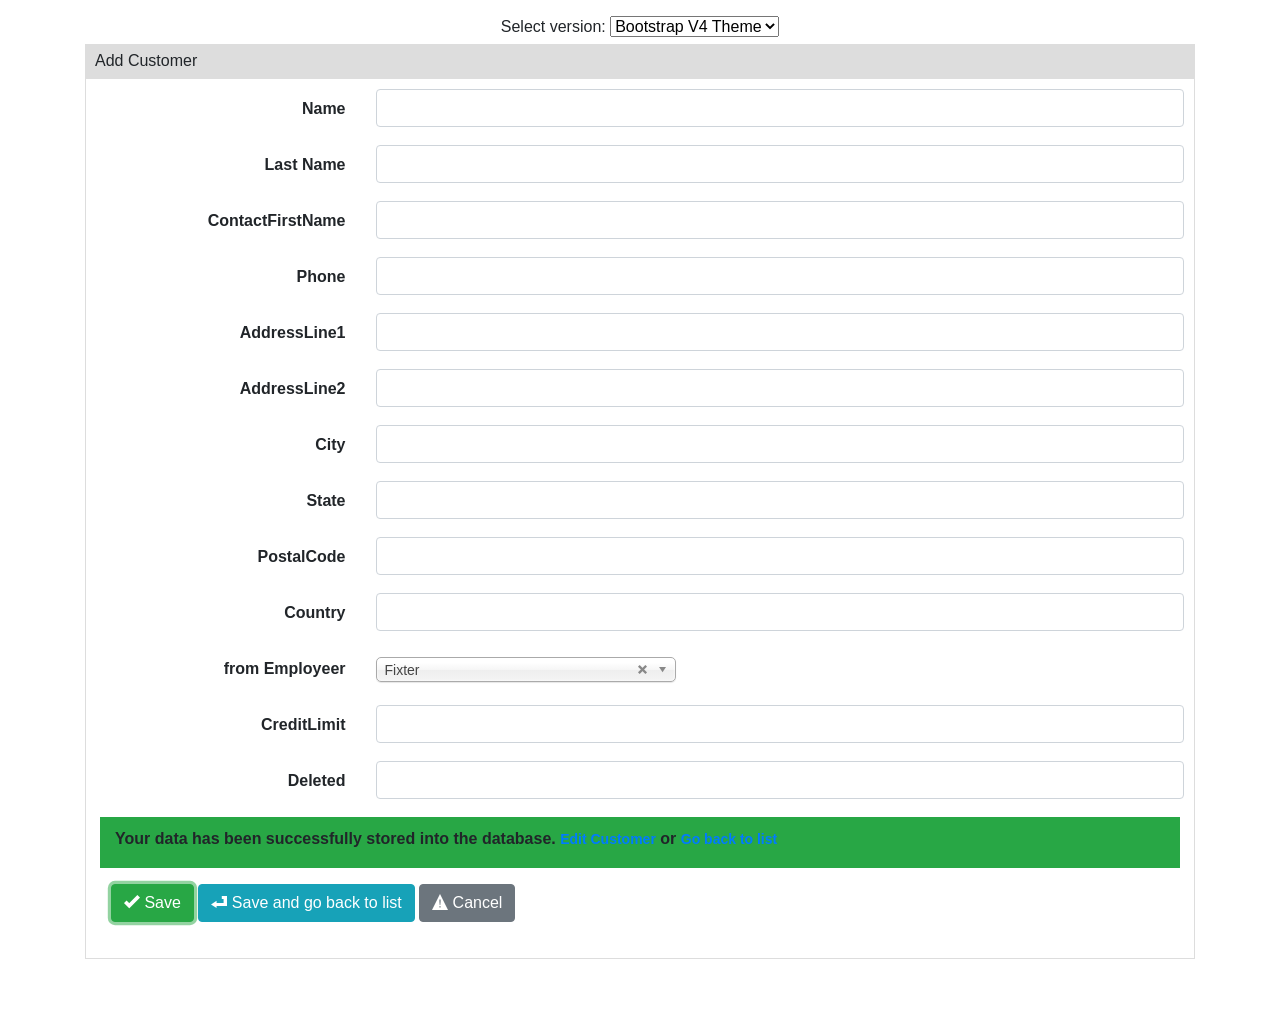 Select version: Bootstrap V4 Theme
Add Customer
Name
Last Name
ContactFirstName
Phone
AddressLine1
AddressLine2
City
State
PostalCode
Country
from Employeer Fixter
CreditLimit
Deleted
Your data has been successfully stored into the database. Edit Customer or Go back to list
Save Save and go back to list Cancel